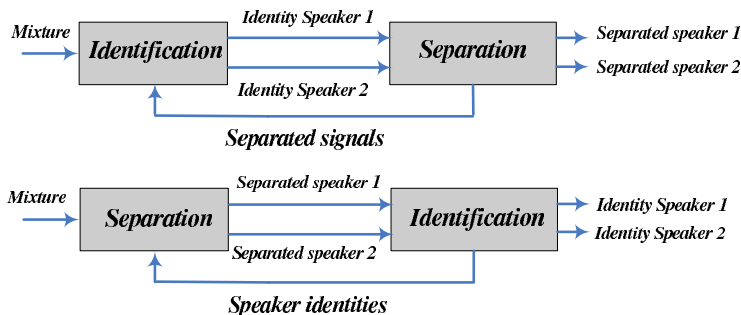 Mixture
Identification
Identity Speaker 1
Identity Speaker 2
Separation
Separated speaker 1
Separated speaker 2
Separated signals
Mixture
Separation
Separated speaker 1
Separated speaker 2
Identification
Identity Speaker 1
Identity Speaker 2
Speaker identities